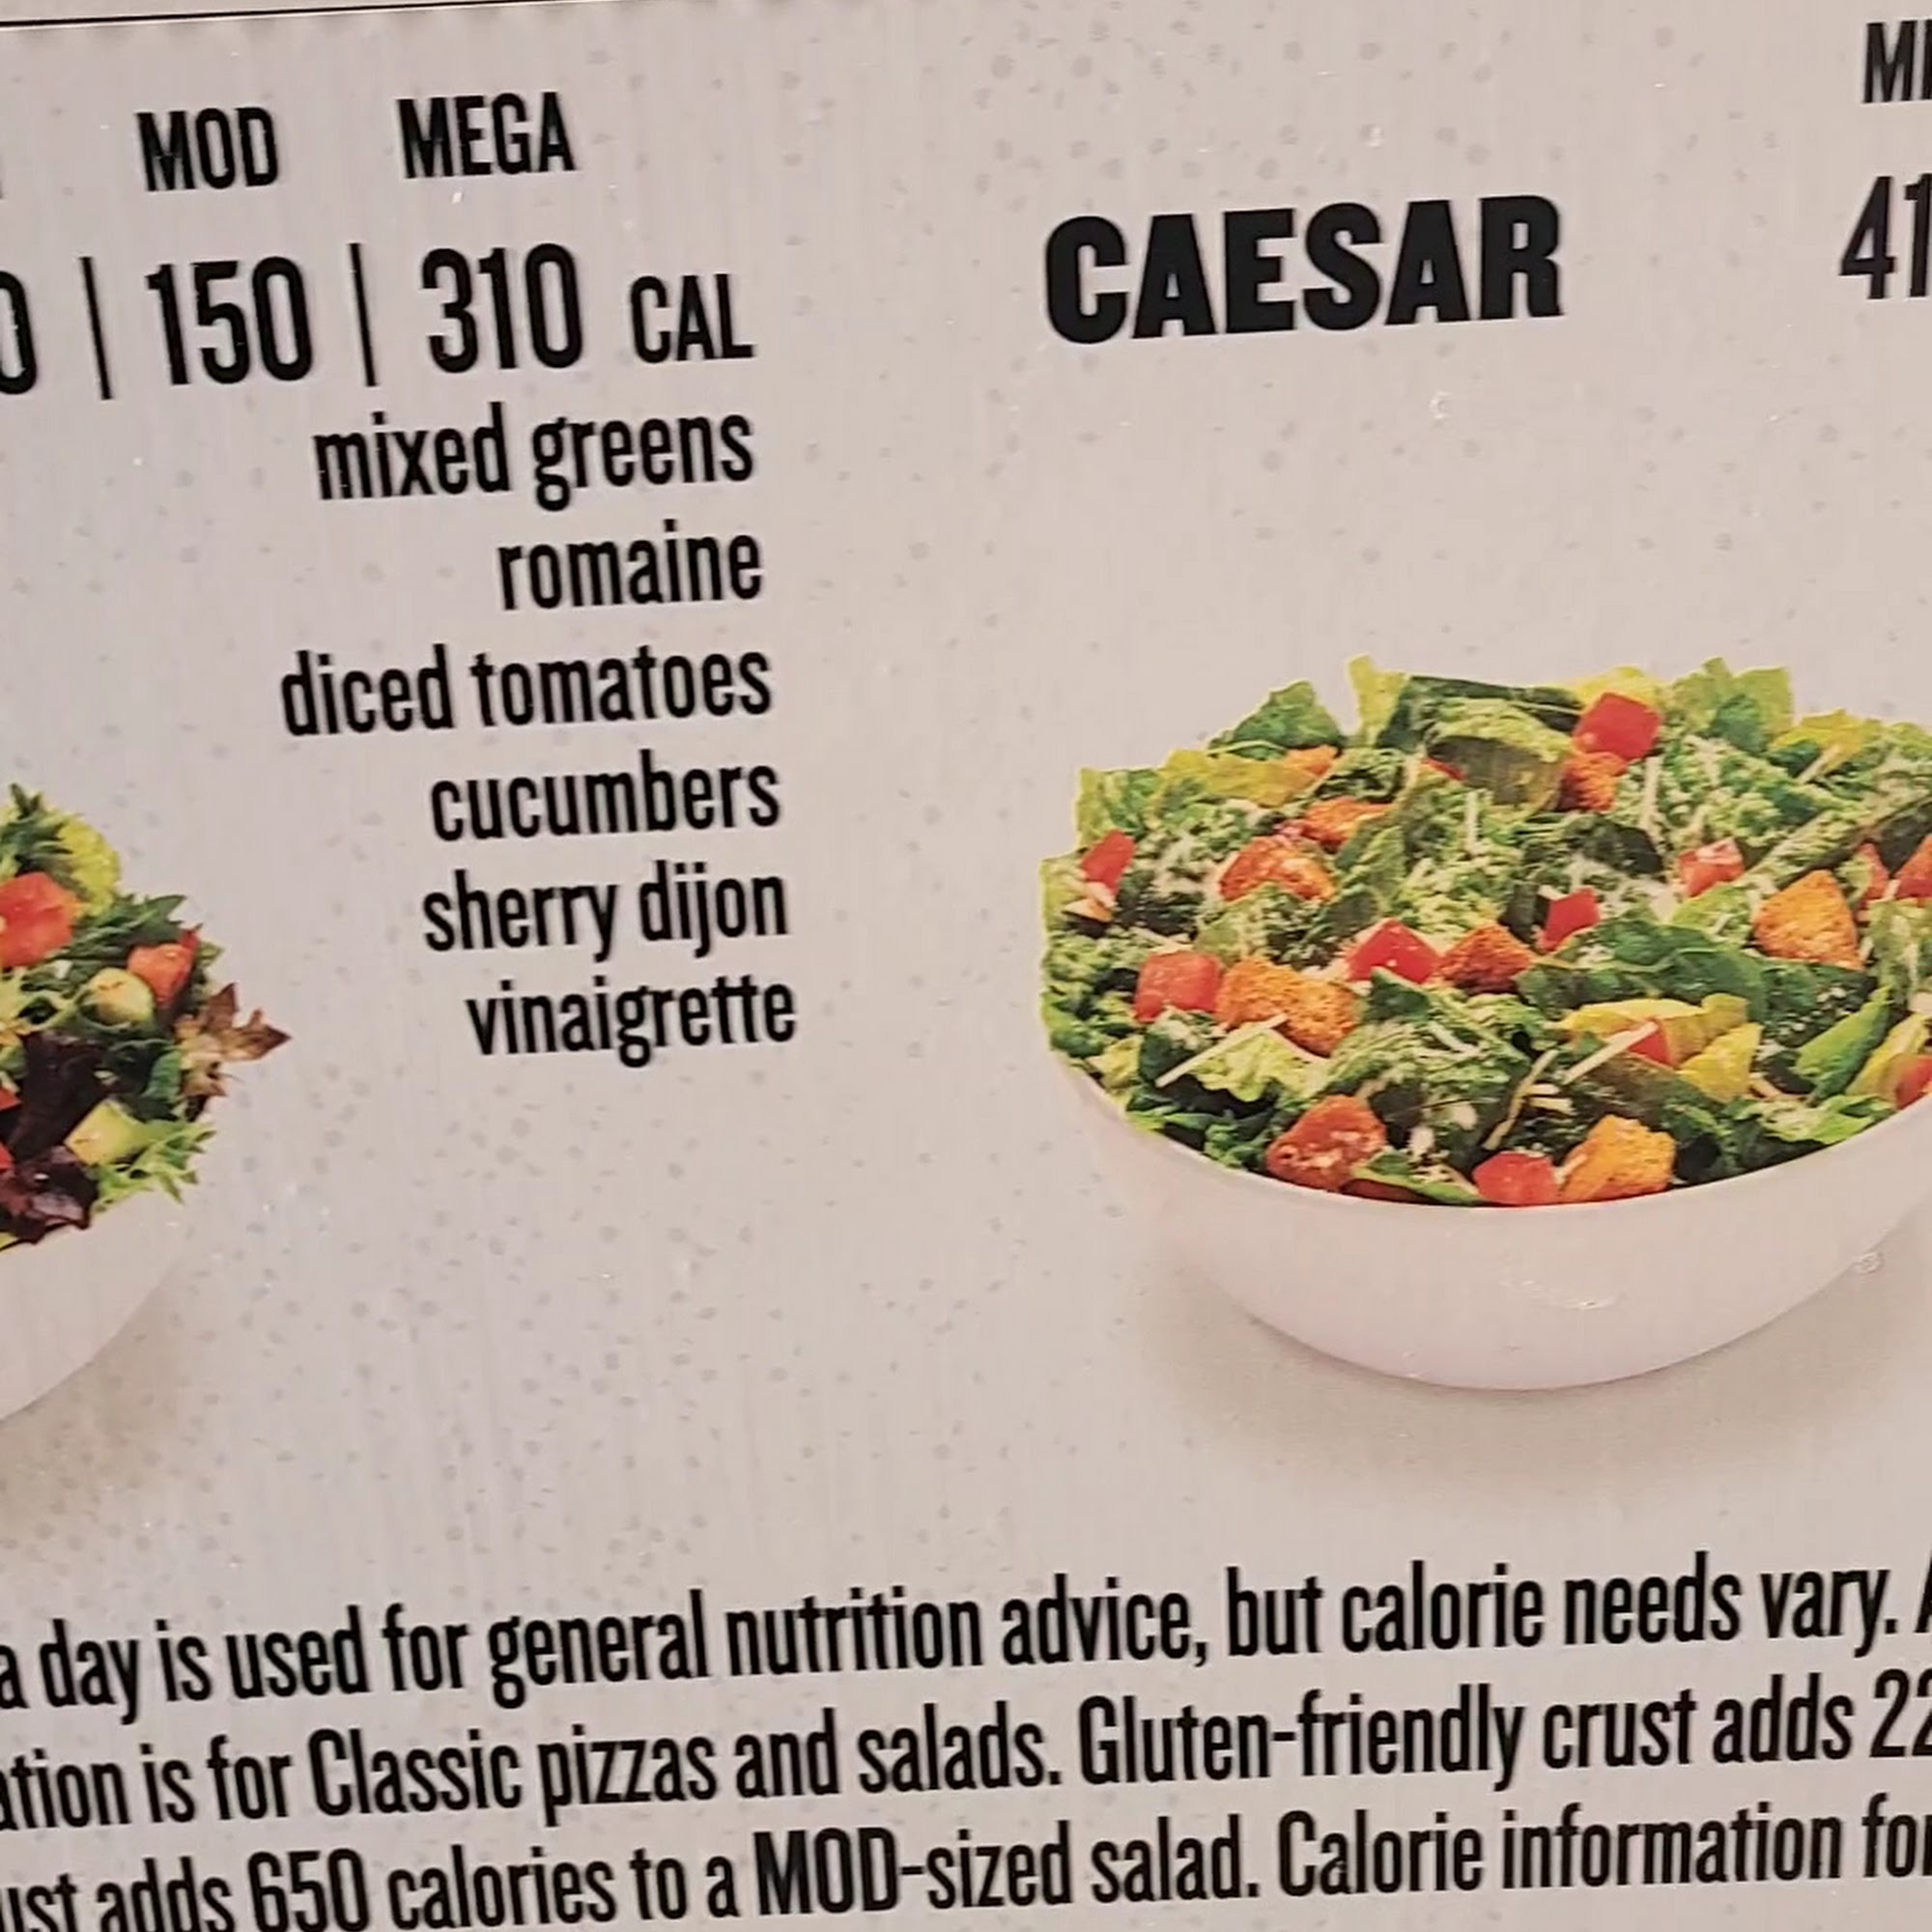 MOD MEGA
| 150 | 310 CAL
mixed greens
romaine
diced tomatoes
cucumbers
sherry dijon
vinaigrette
CAESAR
a day is used for general nutrition advice, but calorie needs vary.
is for Classic pizzas and salads. Gluten-friendly crust adds
adds 650 calories to a MOD-sized salad. Calorie information for